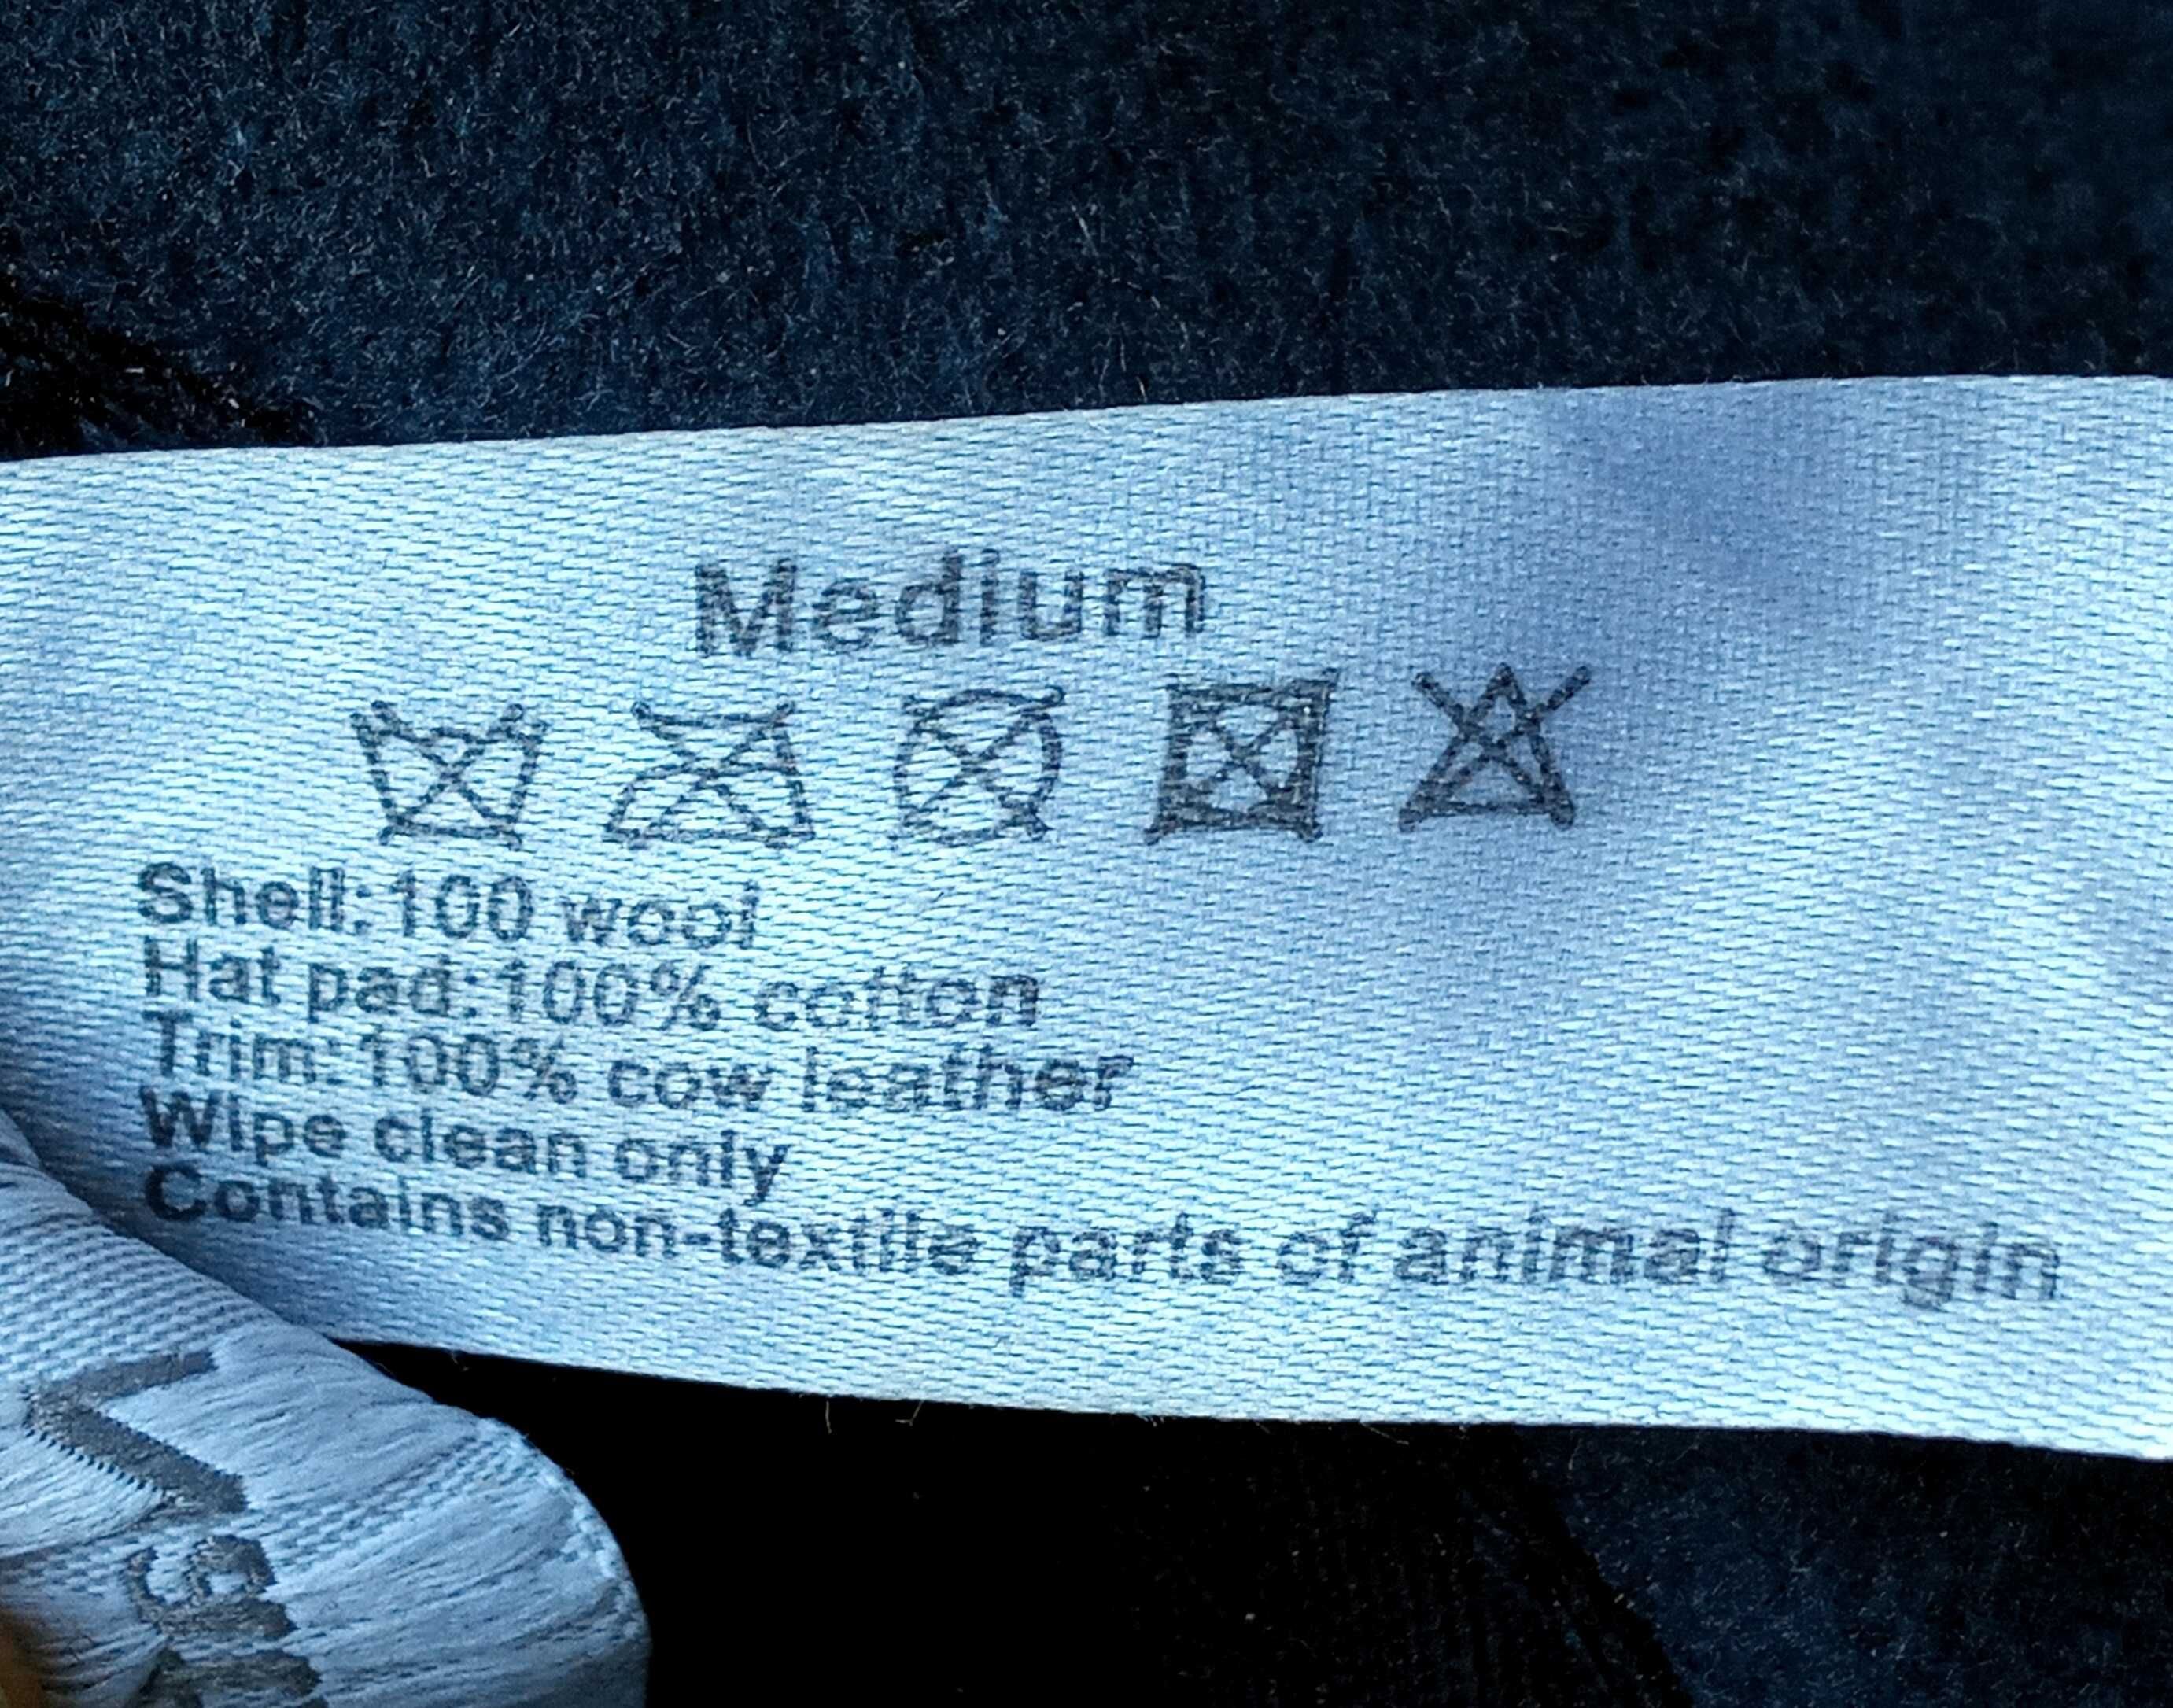 Medium
Shell: 100 wool
Hat pad: 100% cotton
Trim: 100% cow leather
Wipe clean only
Contains non-textile parts of animal origin